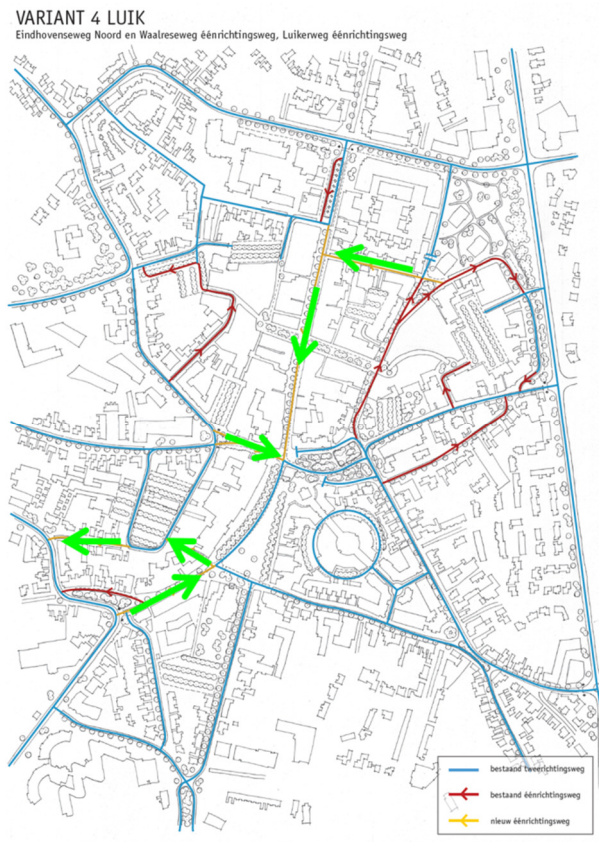 VARIANT 4 LUIK
Eindhovenseweg Noord en Waalreseweg éénrichtingsweg, Luikerweg éénrichtingsweg
bestaand tweerichtingsweg
bestaand éénrichtingsweg
nieuw éénrichtingsweg